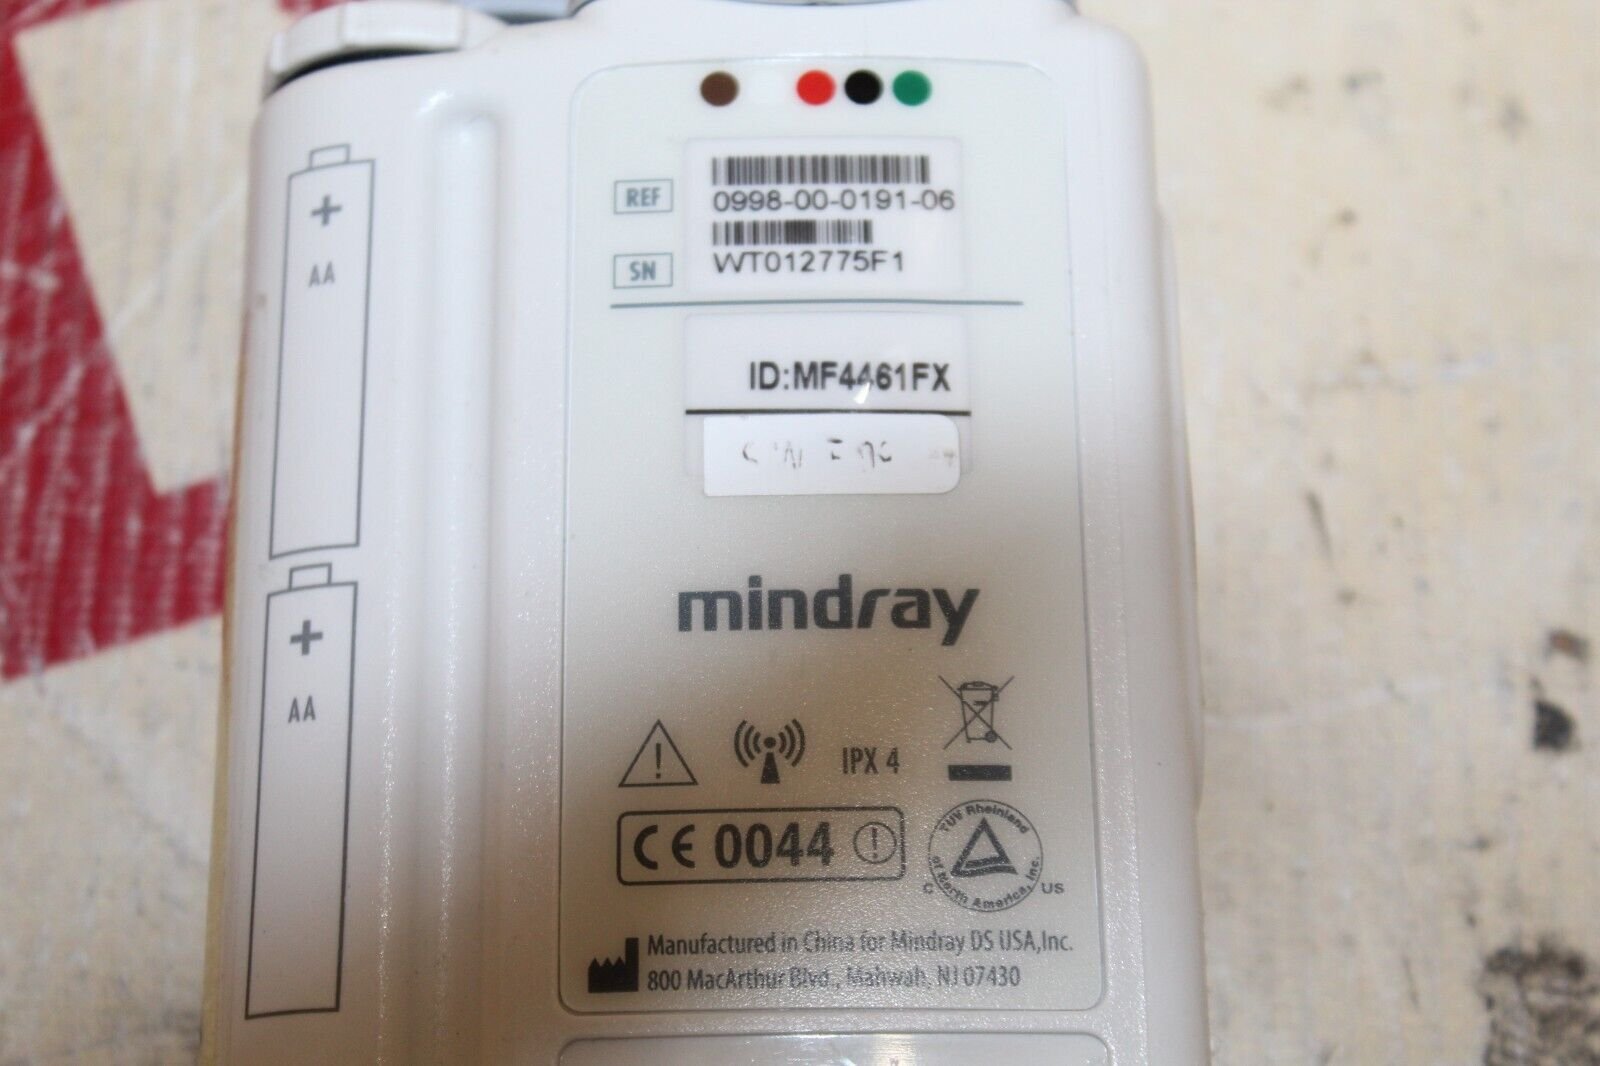 AA
AA
REF
0998-00-0191-06
SN
WT012775F1
ID:MF4461FX
mindray
IPX 4
CE 0044
TUV Rheinland
of North America, Inc.
C US
Manufactured in China for Mindray DS USA, Inc.
800 MacArthur Blvd., Mahwah, NJ 07430